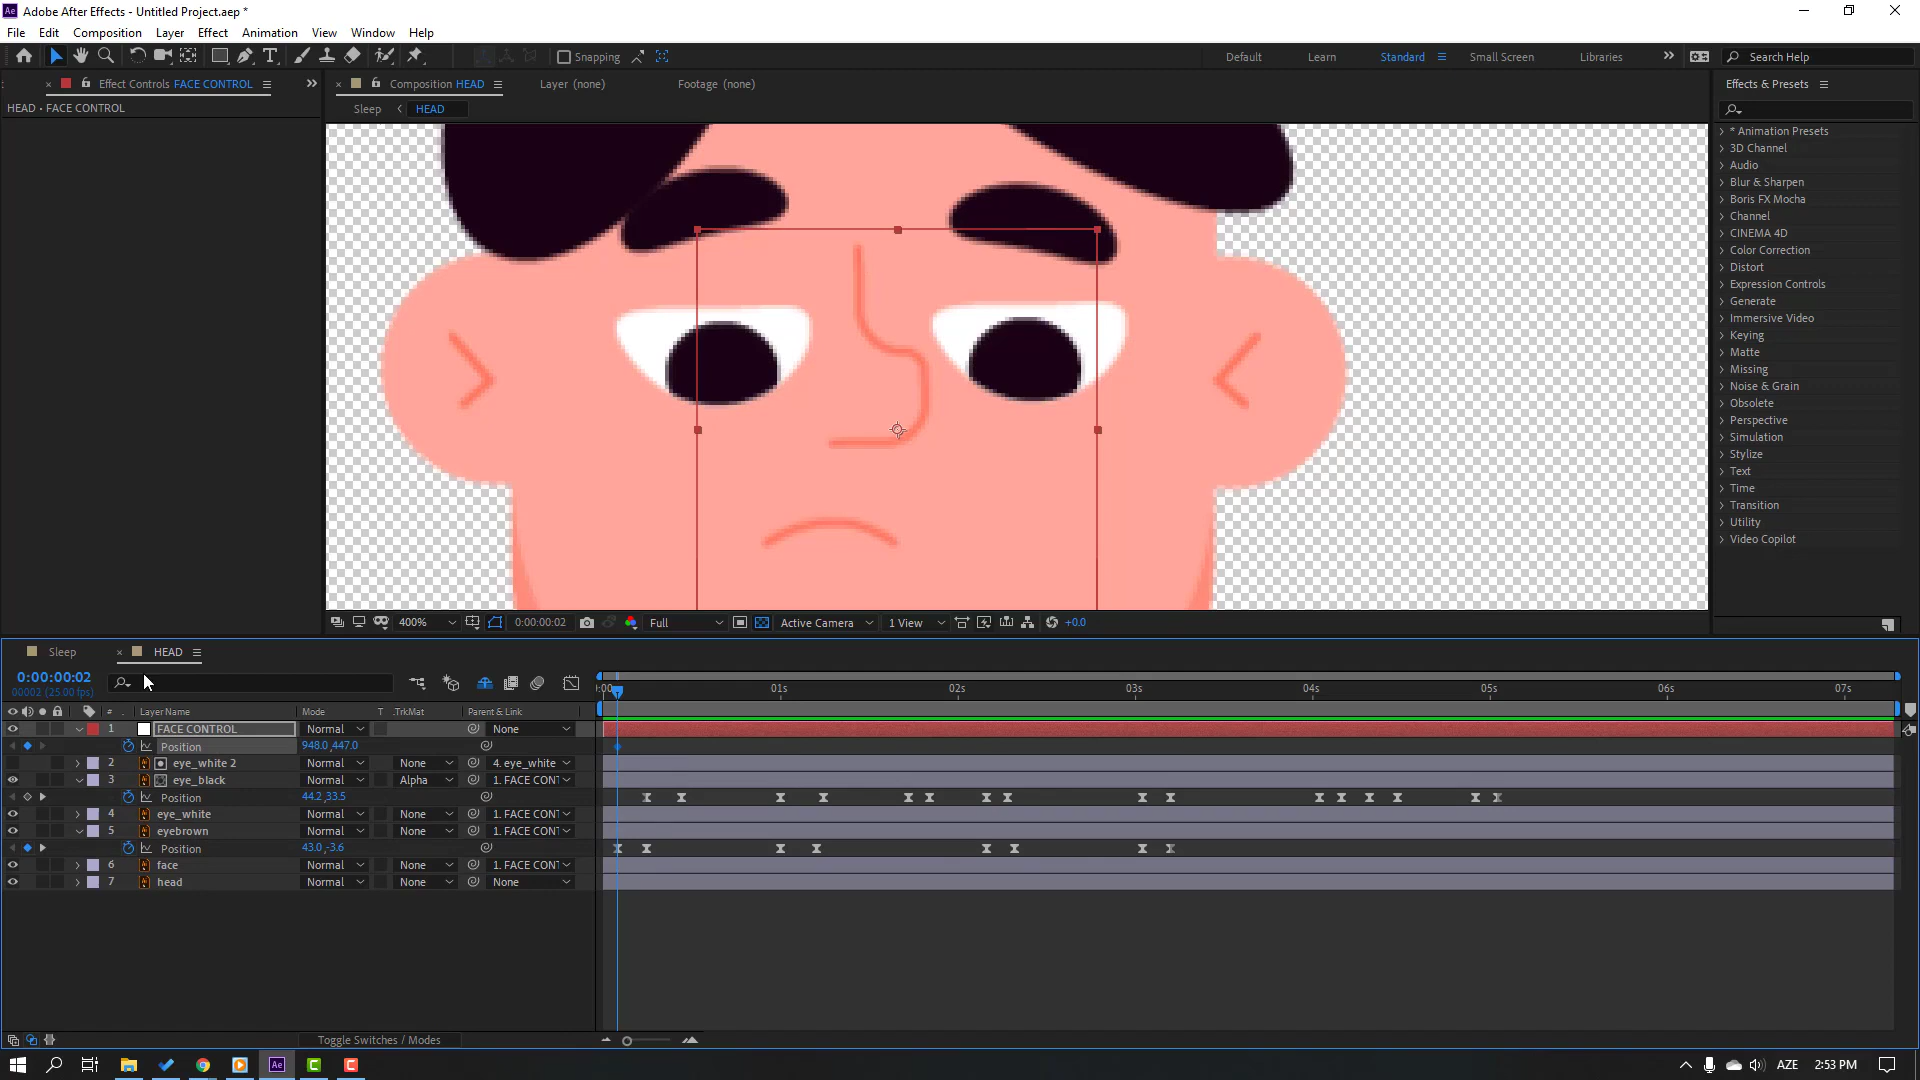 Adobe After Effects - Untitled Project.aep *
File Edit Composition Layer Effect Animation View Window Help
Snapping Default Learn Standard Small Screen Libraries Search Help
Effect Controls FACE CONTROL Composition HEAD Layer (none) Footage (none) Effects & Presets
HEAD • FACE CONTROL Sleep HEAD
* Animation Presets
3D Channel
Audio
Blur & Sharpen
Boris FX Mocha
Channel
CINEMA 4D
Color Correction
Distort
Expression Controls
Generate
Immersive Video
Keying
Matte
Missing
Noise & Grain
Obsolete
Perspective
Simulation
Stylize
Text
Time
Transition
Utility
Video Copilot
400% 0:00:00:02 Full Active Camera 1 View +0.0
Sleep HEAD
0:00:00:02
00002 (25.00 fps)
:00 01s 02s 03s 04s 05s 06s 07s
# Layer Name Mode T .TrkMat Parent & Link
1 FACE CONTROL Normal None
Position 948.0,447.0
2 eye_white 2 Normal None 4. eye_white
3 eye_black Normal Alpha 1. FACE CONT
Position 44.2,33.5
4 eye_white Normal None 1. FACE CONT
5 eyebrown Normal None 1. FACE CONT
Position 43.0,-3.6
6 face Normal None 1. FACE CONT
7 head Normal None None
Toggle Switches / Modes
AZE 2:53 PM